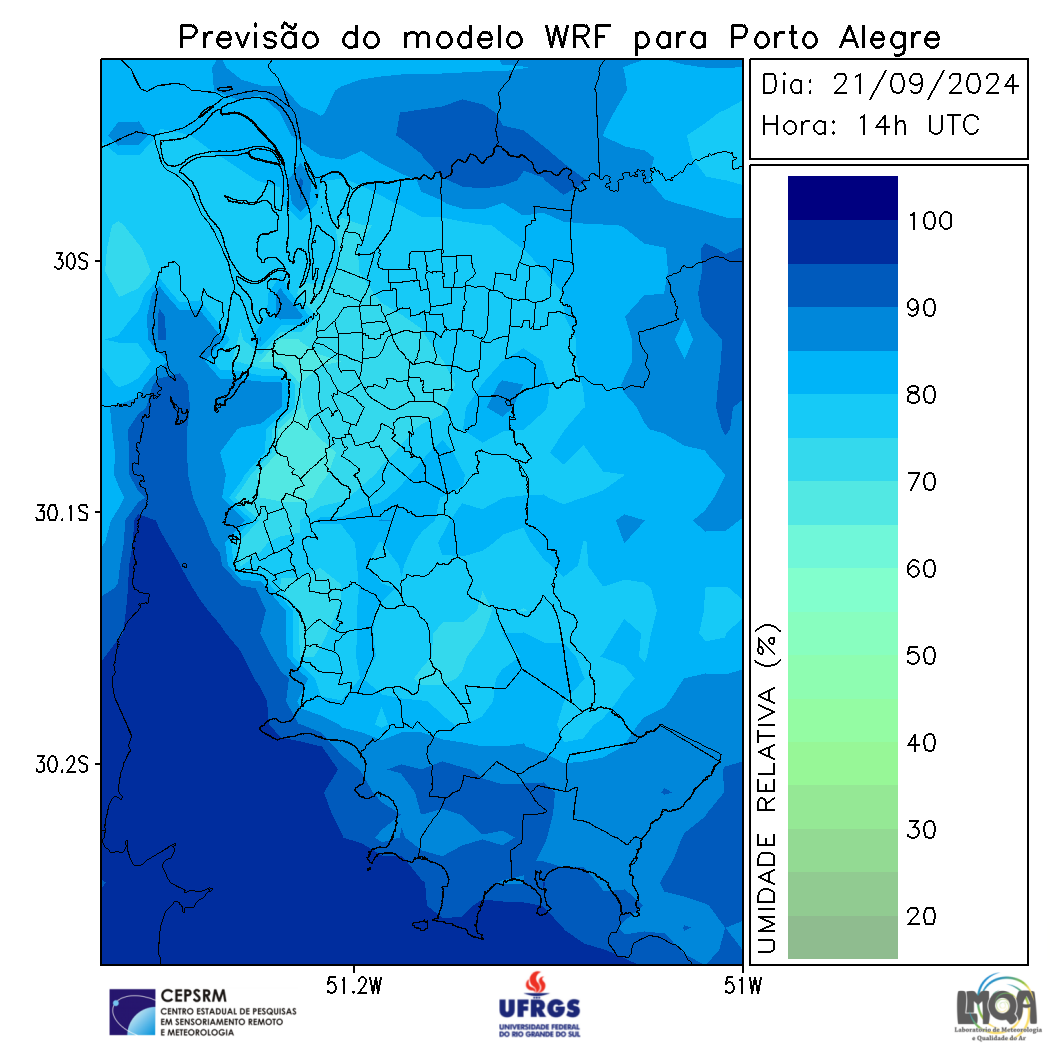 Previsão do modelo WRF para Porto Alegre
Dia: 21/09/2024
Hora: 14h UTC
30S
30.1S
30.2S
51.2W
51W
UMIDADE RELATIVA (%)
100
90
80
70
60
50
40
30
20
CEPSRM
CENTRO ESTADUAL DE PESQUISAS
EM SENSORIAMENTO REMOTO
E METEOROLOGIA
UFRGS
UNIVERSIDADE FEDERAL
DO RIO GRANDE DO SUL
LMQA
Laboratório de Meteorologia
e Qualidade do Ar